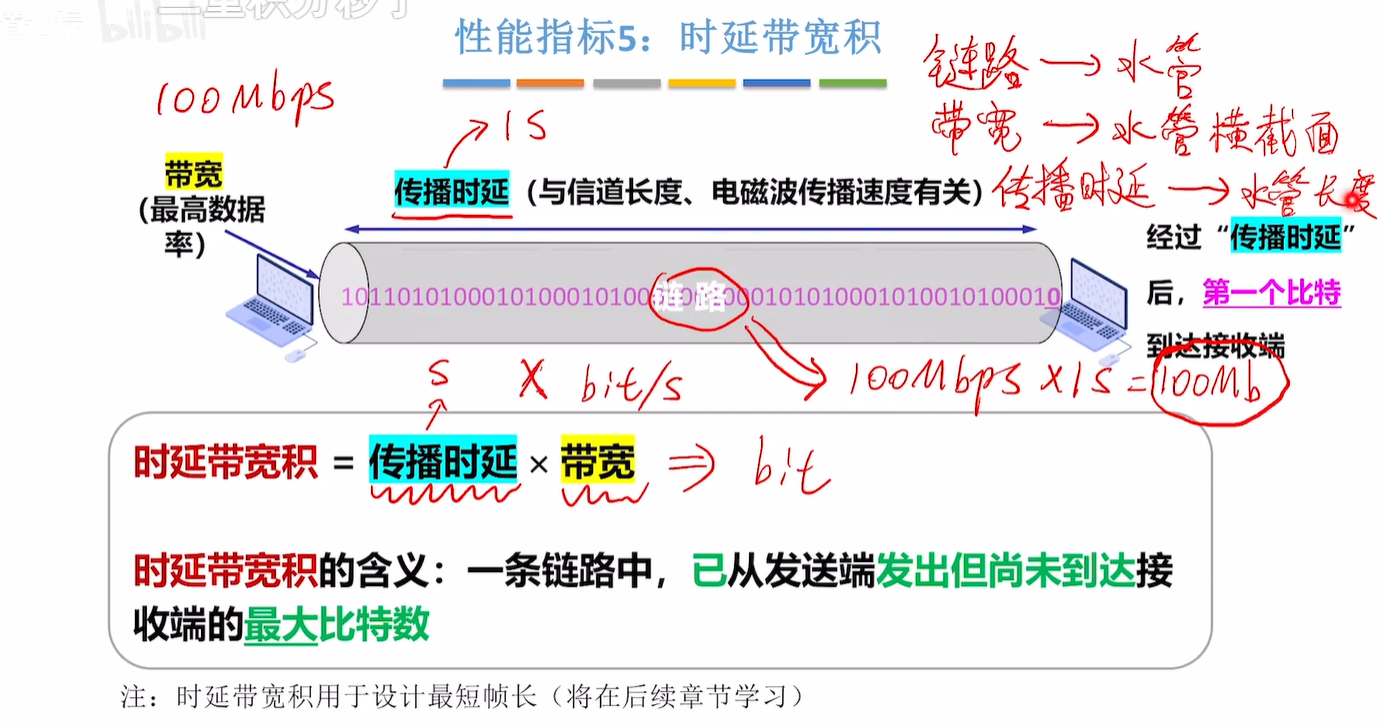 二重积分秒了
bilibili
性能指标5：时延带宽积
链路 → 水管
100Mbps
带宽 → 水管横截面
1S
带宽
（最高数据
率）
传播时延（与信道长度、电磁波传播速度有关）
传播时延 → 水管长度
经过“传播时延”
后，第一个比特
到达接收端
链路
S × bit/s
100Mbps × 1S = 100Mb
时延带宽积 = 传播时延 × 带宽 ⇒ bit
时延带宽积的含义：一条链路中，已从发送端发出但尚未到达接
收端的最大比特数
注：时延带宽积用于设计最短帧长（将在后续章节学习）